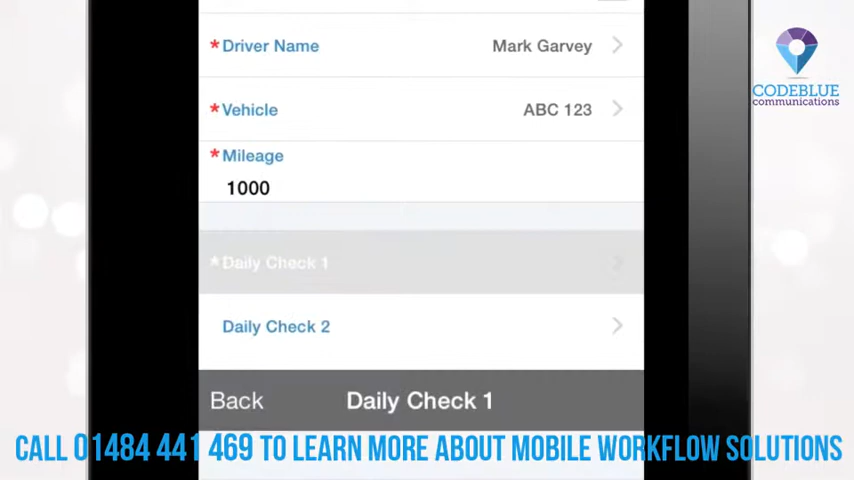 *Driver Name Mark Garvey
*Vehicle ABC 123
*Mileage
1000
*Daily Check 1
Daily Check 2
Back Daily Check 1
CODEBLUE
communications
CALL 01484 441 469 TO LEARN MORE ABOUT MOBILE WORKFLOW SOLUTIONS